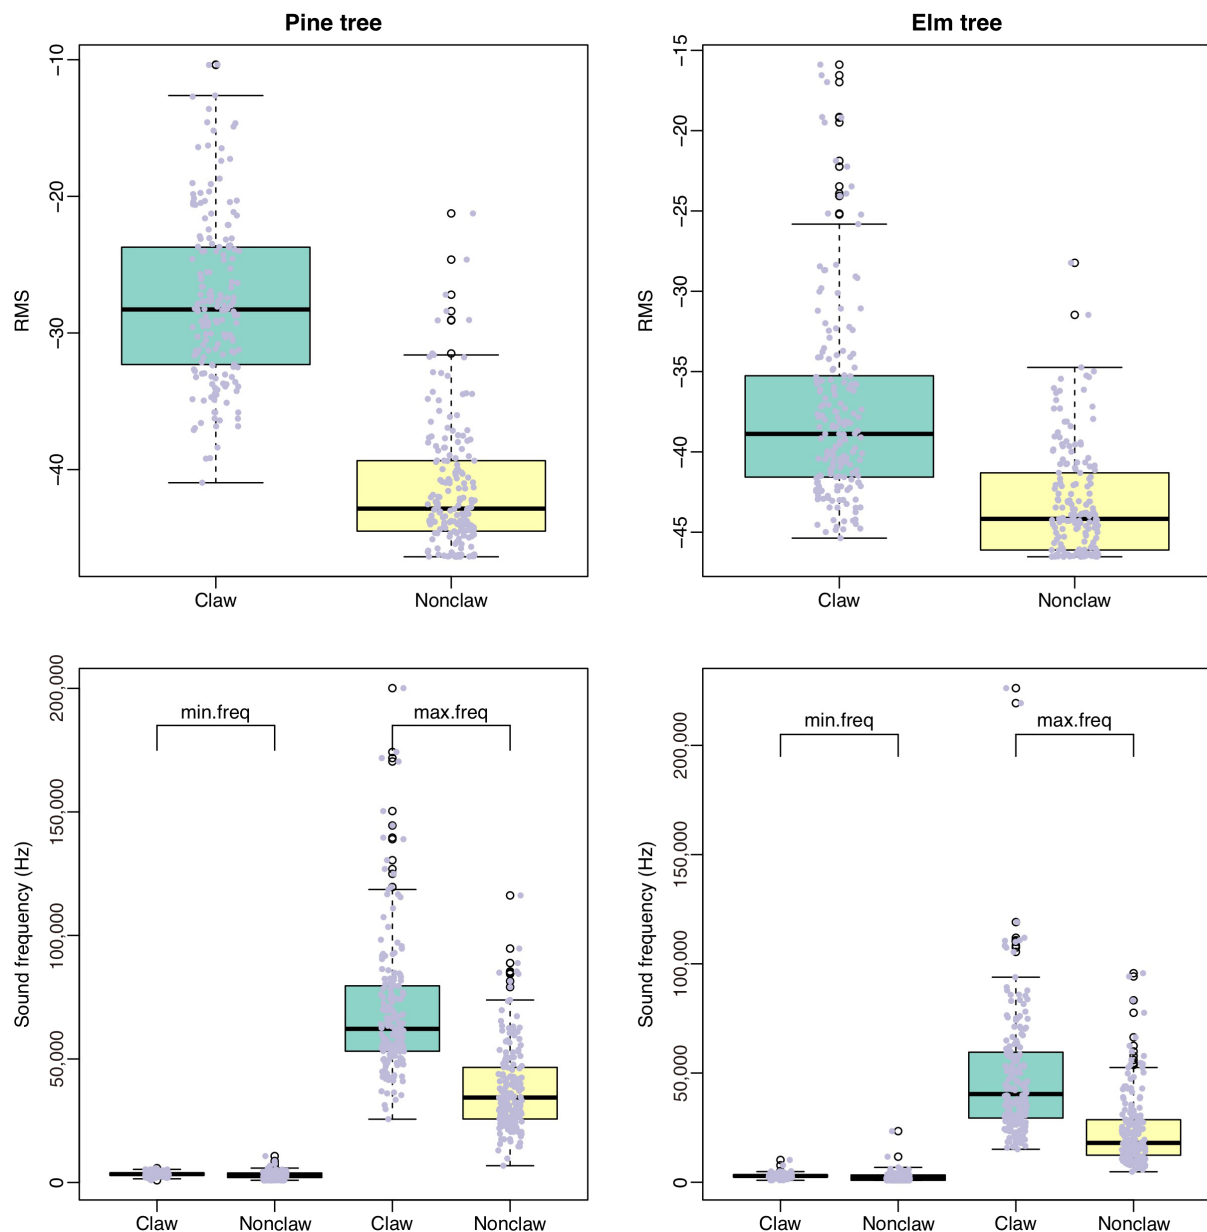 Pine tree
Elm tree
RMS
−10
−20
−30
−40
Claw
Nonclaw
RMS
−15
−20
−25
−30
−35
−40
−45
Claw
Nonclaw
Sound frequency (Hz)
200,000
150,000
100,000
50,000
0
min.freq
max.freq
Claw
Nonclaw
Claw
Nonclaw
Sound frequency (Hz)
200,000
150,000
100,000
50,000
0
min.freq
max.freq
Claw
Nonclaw
Claw
Nonclaw